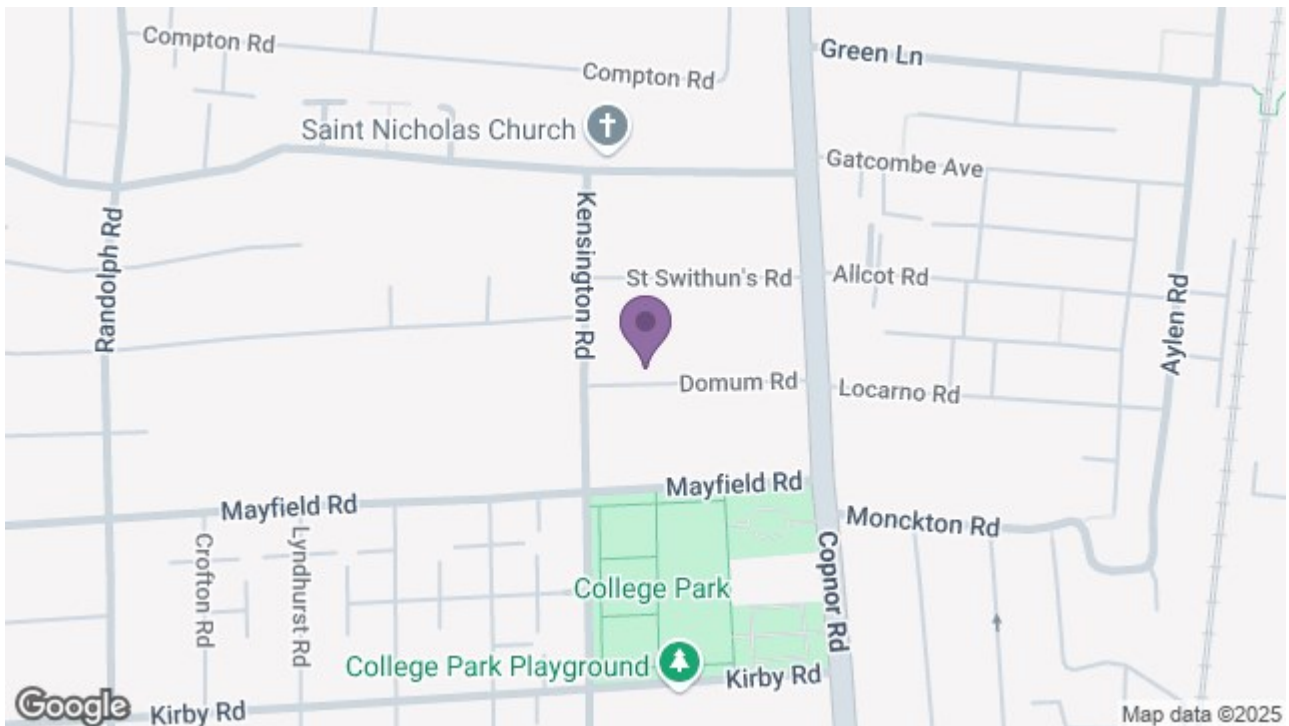 Compton Rd
Green Ln
Compton Rd
Saint Nicholas Church
Gatcombe Ave
Kensington Rd
Randolph Rd
St Swithun's Rd
Allcot Rd
Aylen Rd
Domum Rd
Locarno Rd
Mayfield Rd
Mayfield Rd
Monckton Rd
Crofton Rd
Lyndhurst Rd
College Park
Copnor Rd
College Park Playground
Kirby Rd
Google
Kirby Rd
Map data ©2025